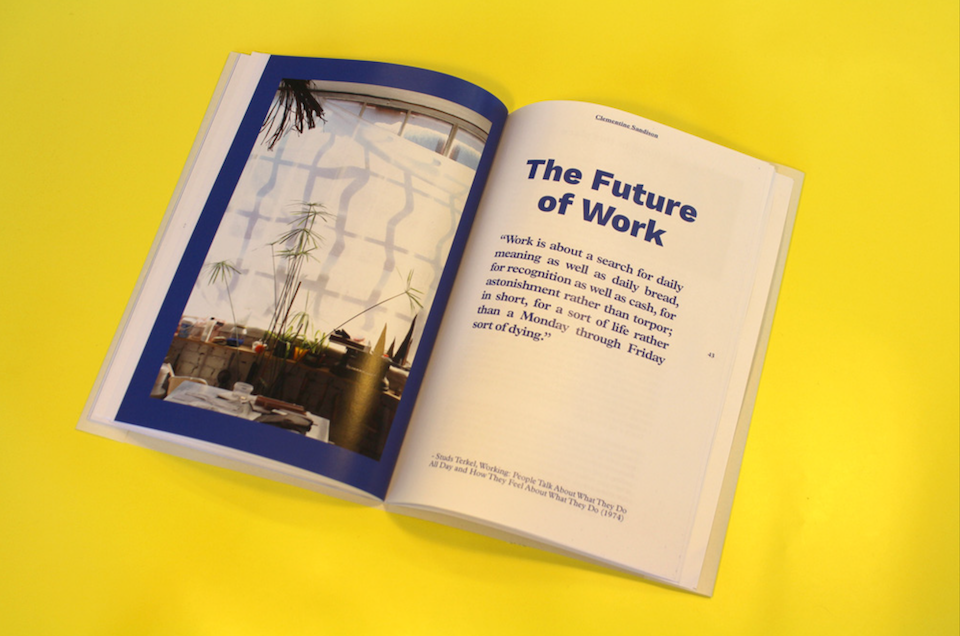 Clementine Sandison
The Future
of Work
“Work is about a search for daily
meaning as well as daily bread,
for recognition as well as cash, for
astonishment rather than torpor;
in short, for a sort of life rather
than a Monday through Friday
sort of dying.”
43
- Studs Terkel, Working: People Talk About What They Do
All Day and How They Feel About What They Do (1974)